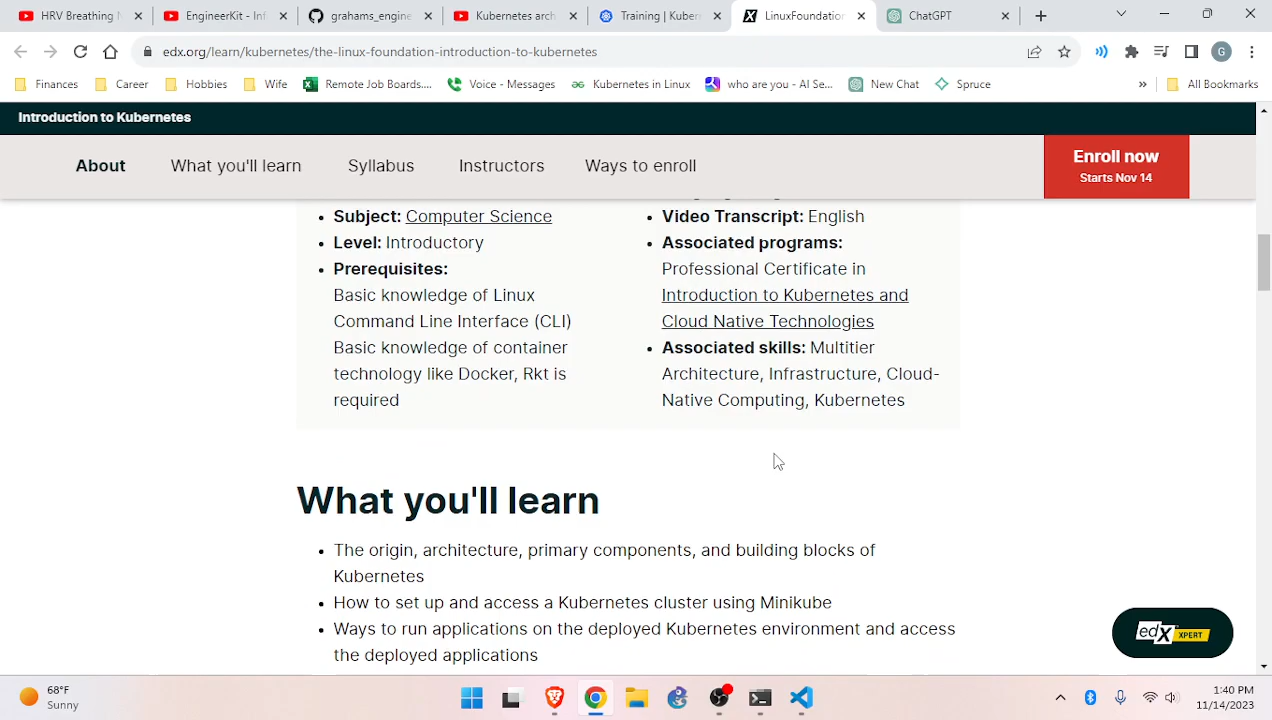 HRV Breathing M
EngineerKit - Inf
grahams_engine
Kubernetes arch
Training | Kuber
LinuxFoundation
ChatGPT
edx.org/learn/kubernetes/the-linux-foundation-introduction-to-kubernetes
G
Finances
Career
Hobbies
Wife
Remote Job Boards....
Voice - Messages
Kubernetes in Linux
who are you - AI Se...
New Chat
Spruce
»
All Bookmarks
Introduction to Kubernetes
About
What you'll learn
Syllabus
Instructors
Ways to enroll
Enroll now
Starts Nov 14
• Subject: Computer Science
• Level: Introductory
• Prerequisites:
Basic knowledge of Linux
Command Line Interface (CLI)
Basic knowledge of container
technology like Docker, Rkt is
required
• Video Transcript: English
• Associated programs:
Professional Certificate in
Introduction to Kubernetes and
Cloud Native Technologies
• Associated skills: Multitier
Architecture, Infrastructure, Cloud-
Native Computing, Kubernetes
What you'll learn
• The origin, architecture, primary components, and building blocks of
Kubernetes
• How to set up and access a Kubernetes cluster using Minikube
• Ways to run applications on the deployed Kubernetes environment and access
the deployed applications
edX XPERT
68°F
Sunny
1:40 PM
11/14/2023